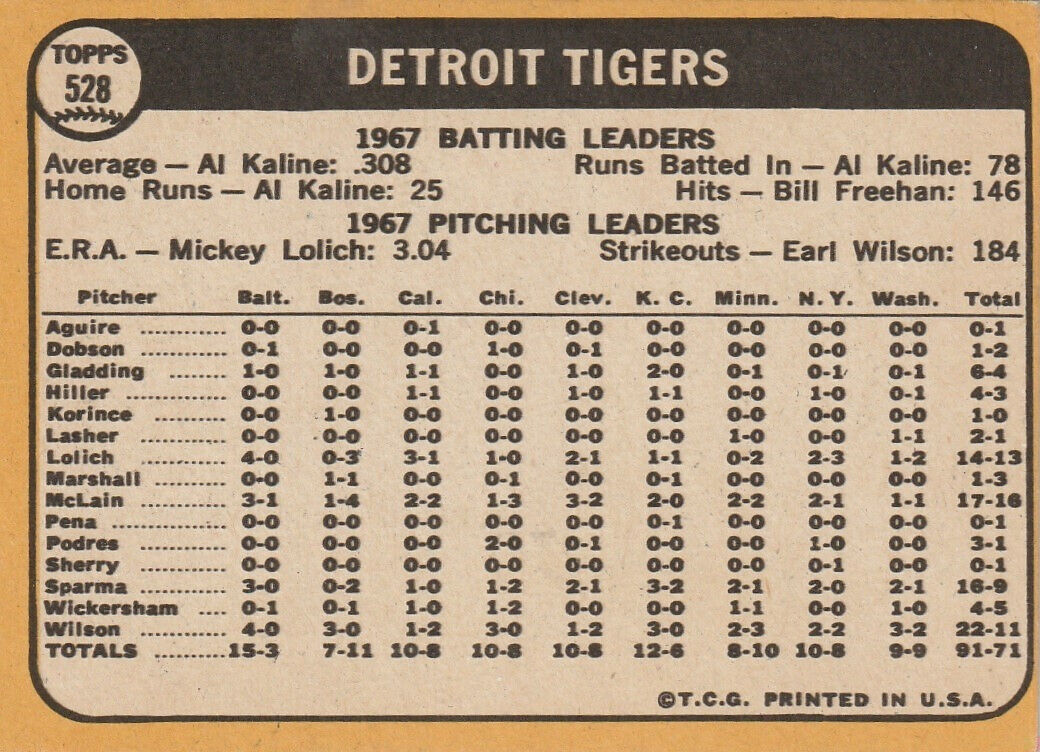 TOPPS
528
DETROIT TIGERS
1967 BATTING LEADERS
Average — Al Kaline: .308 Runs Batted In — Al Kaline: 78
Home Runs — Al Kaline: 25 Hits — Bill Freehan: 146
1967 PITCHING LEADERS
E.R.A. — Mickey Lolich: 3.04 Strikeouts — Earl Wilson: 184
Pitcher Balt. Bos. Cal. Chi. Clev. K. C. Minn. N. Y. Wash. Total
Aguire ............ 0-0 0-0 0-1 0-0 0-0 0-0 0-0 0-0 0-0 0-1
Dobson ............ 0-1 0-0 0-0 1-0 0-1 0-0 0-0 0-0 0-0 1-2
Gladding ........ 1-0 1-0 1-1 0-0 1-0 2-0 0-1 0-1 0-1 6-4
Hiller .............. 0-0 0-0 1-1 0-0 1-0 1-1 0-0 1-0 0-1 4-3
Korince ............ 0-0 1-0 0-0 0-0 0-0 0-0 0-0 0-0 0-0 1-0
Lasher ............ 0-0 0-0 0-0 0-0 0-0 0-0 1-0 0-0 1-1 2-1
Lolich ............ 4-0 0-3 3-1 1-0 2-1 1-1 0-2 2-3 1-2 14-13
Marshall .......... 0-0 1-1 0-0 0-1 0-0 0-1 0-0 0-0 0-0 1-3
McLain ............ 3-1 1-4 2-2 1-3 3-2 2-0 2-2 2-1 1-1 17-16
Pena ................ 0-0 0-0 0-0 0-0 0-0 0-1 0-0 0-0 0-0 0-1
Podres ............ 0-0 0-0 0-0 2-0 0-1 0-0 0-0 1-0 0-0 3-1
Sherry ............ 0-0 0-0 0-0 0-0 0-0 0-0 0-0 0-1 0-0 0-1
Sparma ............ 3-0 0-2 1-0 1-2 2-1 3-2 2-1 2-0 2-1 16-9
Wickersham .... 0-1 0-1 1-0 1-2 0-0 0-0 1-1 0-0 1-0 4-5
Wilson ............ 4-0 3-0 1-2 3-0 1-2 3-0 2-3 2-2 3-2 22-11
TOTALS .......... 15-3 7-11 10-8 10-8 10-8 12-6 8-10 10-8 9-9 91-71
©T.C.G. PRINTED IN U.S.A.